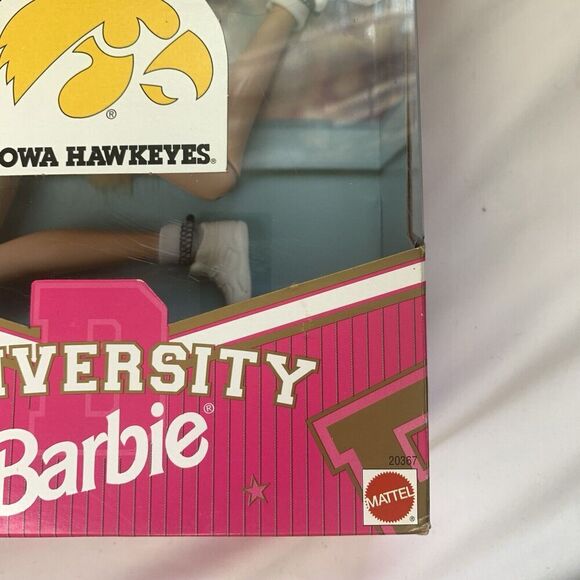 ®
OWA HAWKEYES®
IVERSITY
Barbie®
20367
MATTEL
®